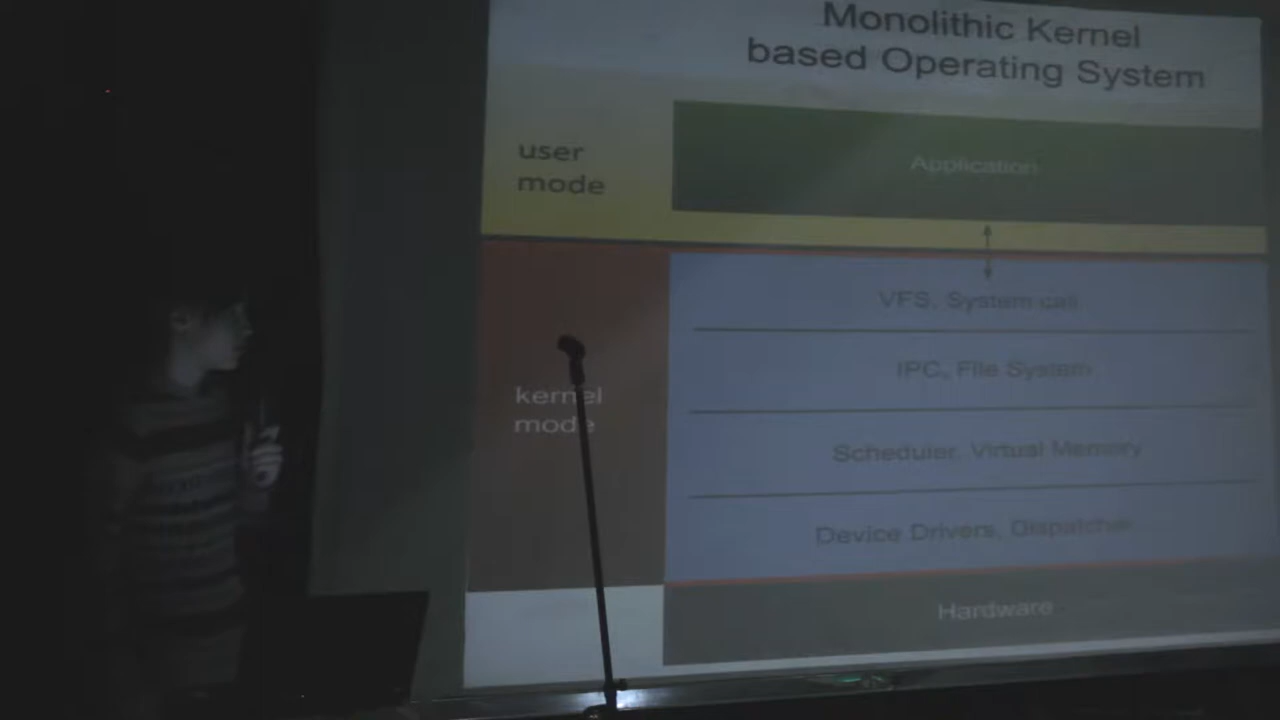 Monolithic Kernel
based Operating System
user
mode
Application
VFS, System call
IPC, File System
kernel
mode
Scheduler, Virtual Memory
Device Drivers, Dispatcher
Hardware